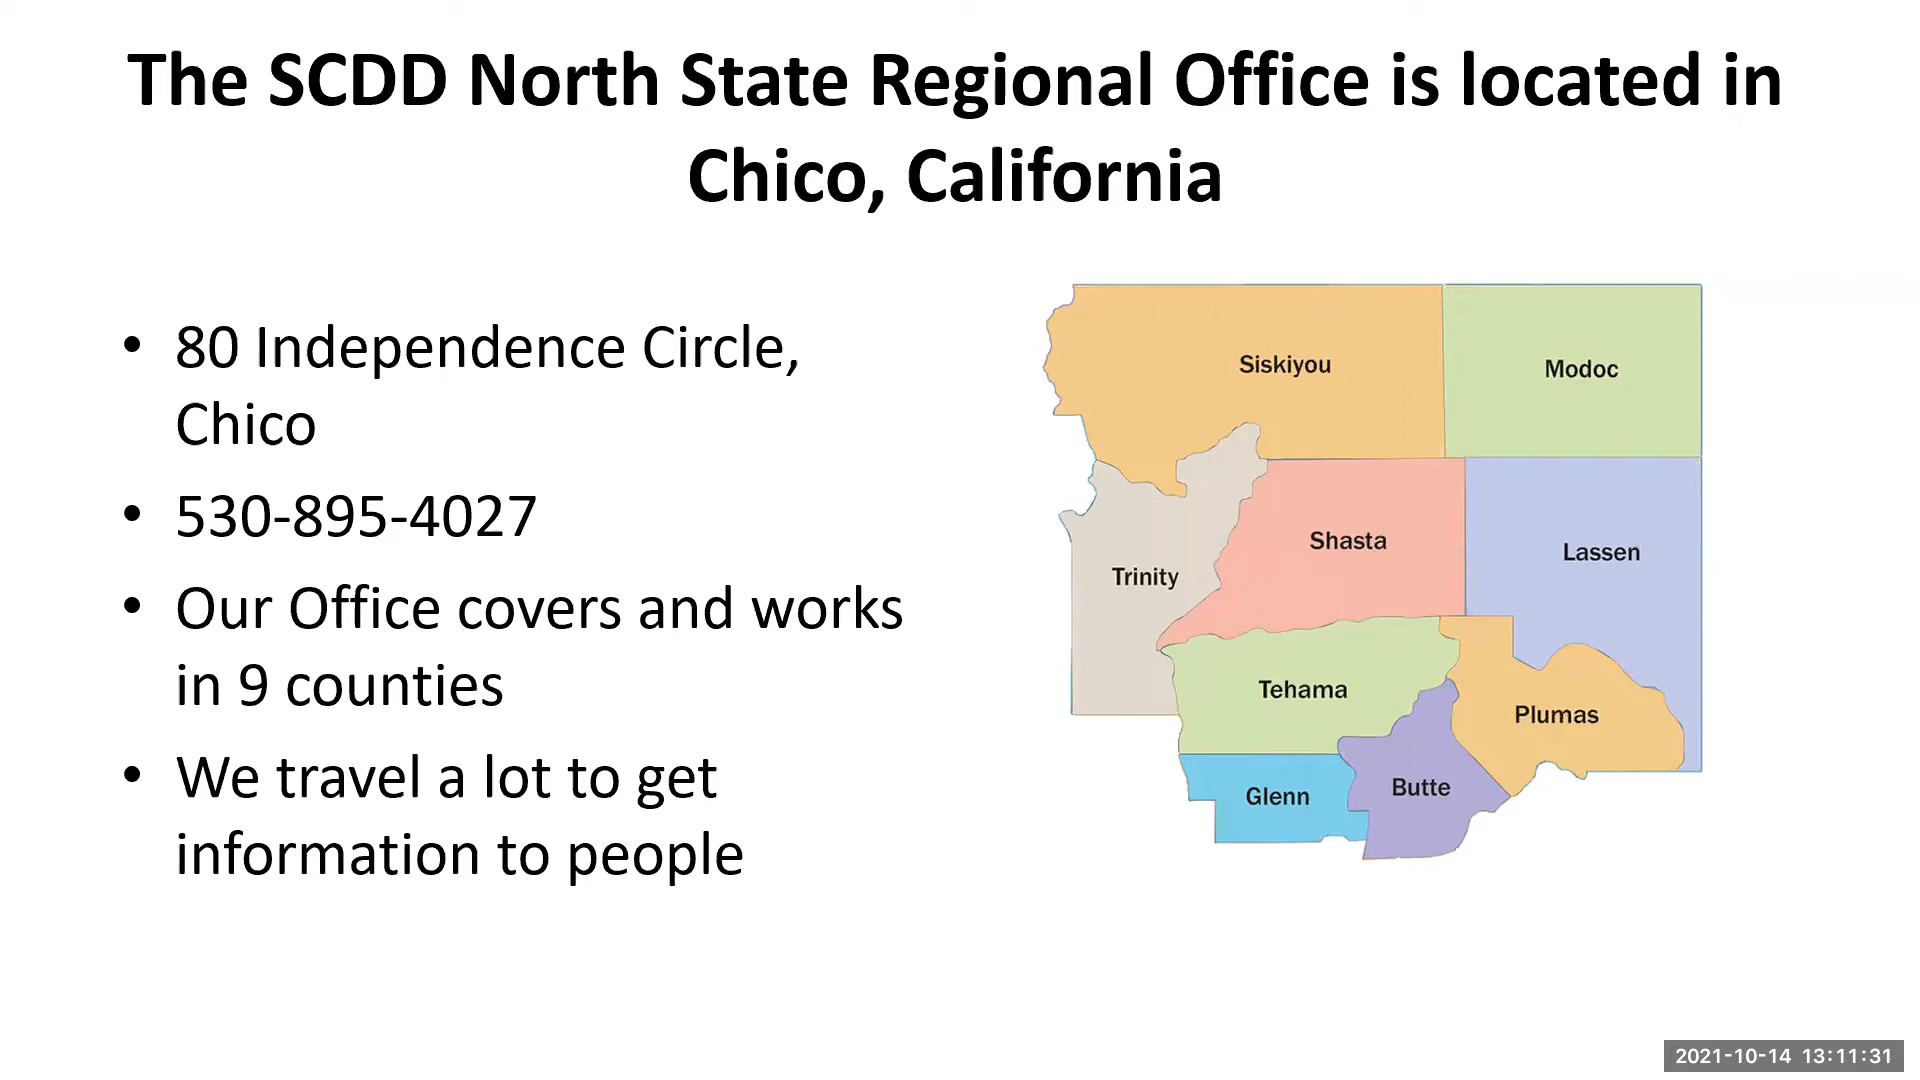 The SCDD North State Regional Office is located in
Chico, California
• 80 Independence Circle,
Chico
• 530-895-4027
• Our Office covers and works
in 9 counties
• We travel a lot to get
information to people
Siskiyou
Modoc
Shasta
Lassen
Trinity
Tehama
Plumas
Glenn
Butte
2021-10-14 13:11:31